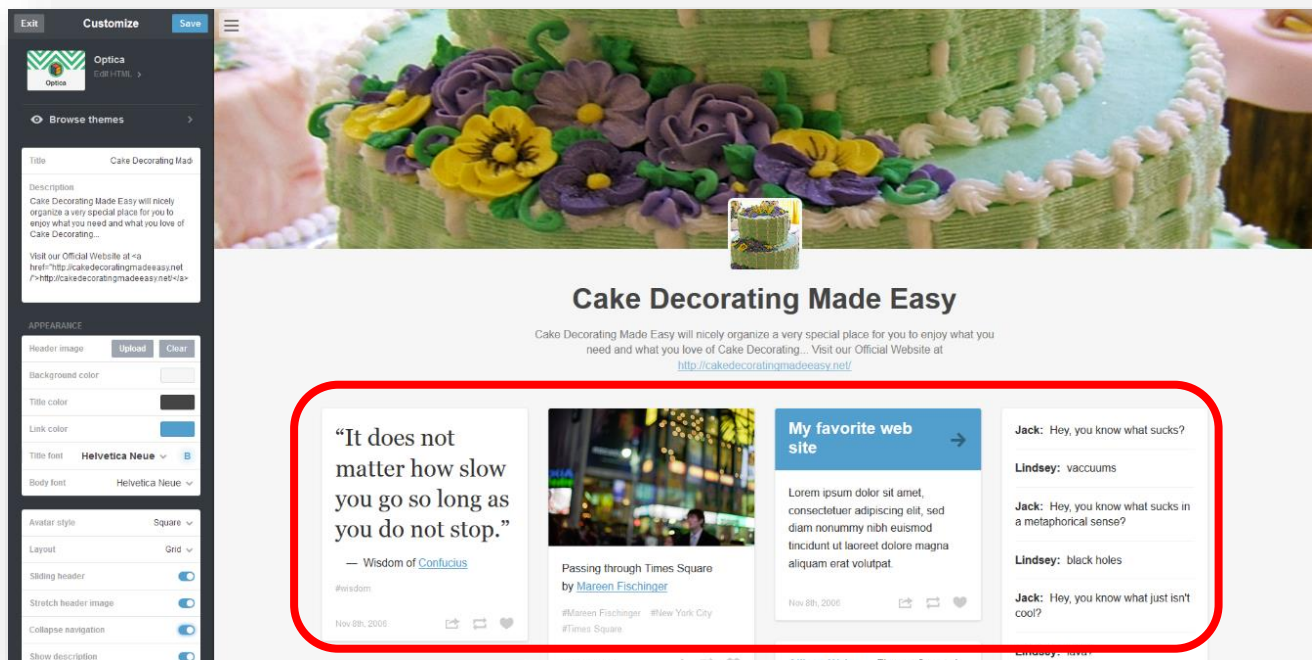 Exit Customize Save
Optica
Edit HTML >
Optica
Browse themes >
Title Cake Decorating Mad
Description
Cake Decorating Made Easy will nicely
organize a very special place for you to
enjoy what you need and what you love of
Cake Decorating...
Visit our Official Website at <a
href="http://cakedecoratingmadeeasy.net
/">http://cakedecoratingmadeeasy.net/</a>
APPEARANCE
Header image Upload Clear
Background color
Title color
Link color
Title font Helvetica Neue B
Body font Helvetica Neue
Avatar style Square
Layout Grid
Sliding header
Stretch header image
Collapse navigation
Show description
Cake Decorating Made Easy
Cake Decorating Made Easy will nicely organize a very special place for you to enjoy what you
need and what you love of Cake Decorating... Visit our Official Website at
http://cakedecoratingmadeeasy.net/
“It does not
matter how slow
you go so long as
you do not stop.”
— Wisdom of Confucius
#wisdom
Nov 8th, 2006
Passing through Times Square
by Mareen Fischinger
#Mareen Fischinger #New York City
#Times Square
My favorite web
site
Lorem ipsum dolor sit amet,
consectetuer adipiscing elit, sed
diam nonummy nibh euismod
tincidunt ut laoreet dolore magna
aliquam erat volutpat.
Nov 8th, 2006
Jack: Hey, you know what sucks?
Lindsey: vaccuums
Jack: Hey, you know what sucks in
a metaphorical sense?
Lindsey: black holes
Jack: Hey, you know what just isn't
cool?
Lindsey: lava?